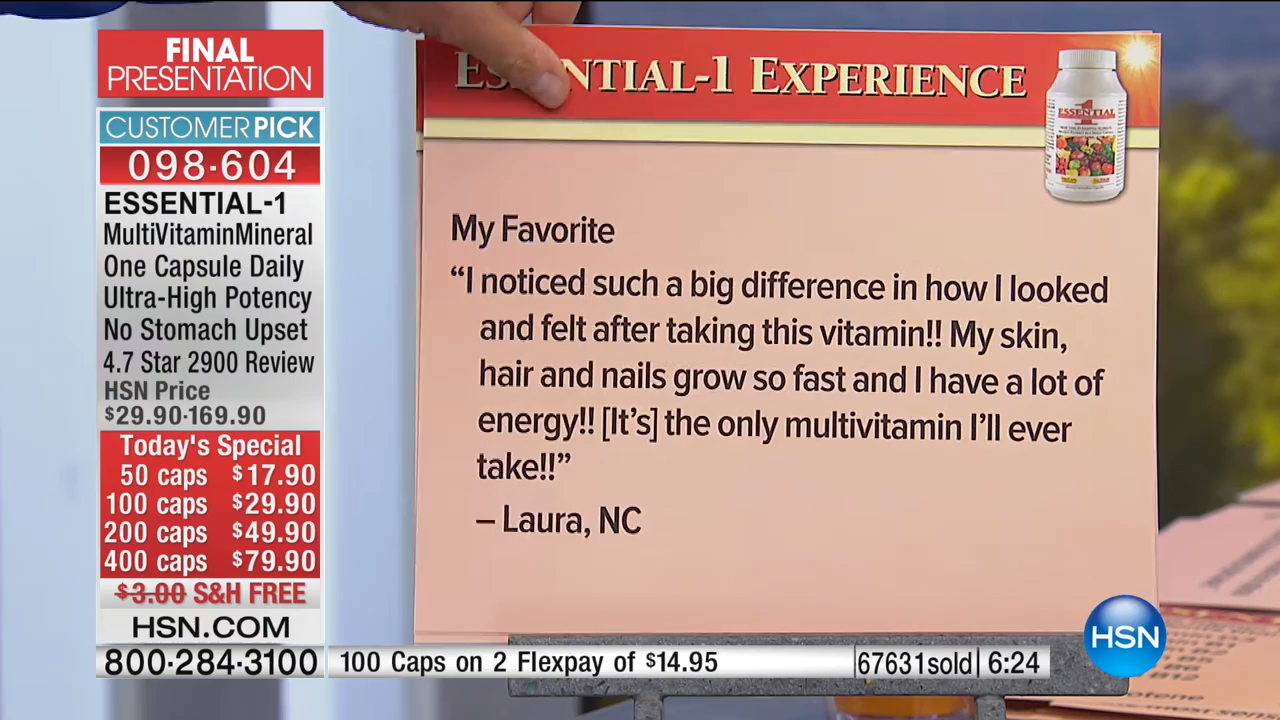 FINAL
PRESENTATION
CUSTOMER PICK
098·604
ESSENTIAL-1
MultiVitaminMineral
One Capsule Daily
Ultra-High Potency
No Stomach Upset
4.7 Star 2900 Review
HSN Price
$29.90-169.90
Today's Special
50 caps $17.90
100 caps $29.90
200 caps $49.90
400 caps $79.90
$3.00 S&H FREE
HSN.COM
800·284·3100
100 Caps on 2 Flexpay of $14.95
67631sold
6:24
NTIAL-1 EXPERIENCE
ESSENTIAL
1
My Favorite
“I noticed such a big difference in how I looked
and felt after taking this vitamin!! My skin,
hair and nails grow so fast and I have a lot of
energy!! [It’s] the only multivitamin I’ll ever
take!!”
– Laura, NC
HSN
B12